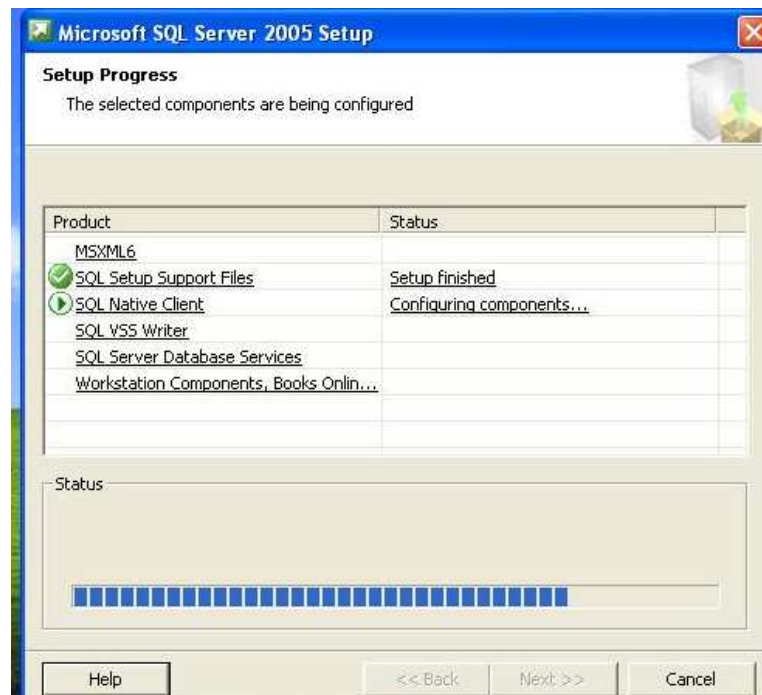 Microsoft SQL Server 2005 Setup
Setup Progress
The selected components are being configured
Product Status
MSXML6
SQL Setup Support Files Setup finished
SQL Native Client Configuring components...
SQL VSS Writer
SQL Server Database Services
Workstation Components, Books Onlin...
Status
Help << Back Next >> Cancel